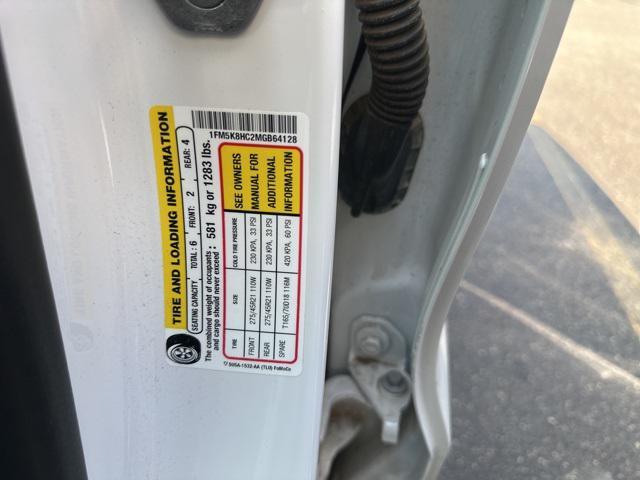 1FM5K8HC2MGB64128
TIRE AND LOADING INFORMATION
SEATING CAPACITY TOTAL: 6 FRONT: 2 REAR: 4
The combined weight of occupants
and cargo should never exceed : 581 kg or 1283 lbs.
TIRE SIZE COLD TIRE PRESSURE SEE OWNERS
FRONT 275/45R21 110W 230 KPA, 33 PSI MANUAL FOR
REAR 275/45R21 110W 230 KPA, 33 PSI ADDITIONAL
SPARE T165/70D18 116M 420 KPA, 60 PSI INFORMATION
(TLU) FoMoCo